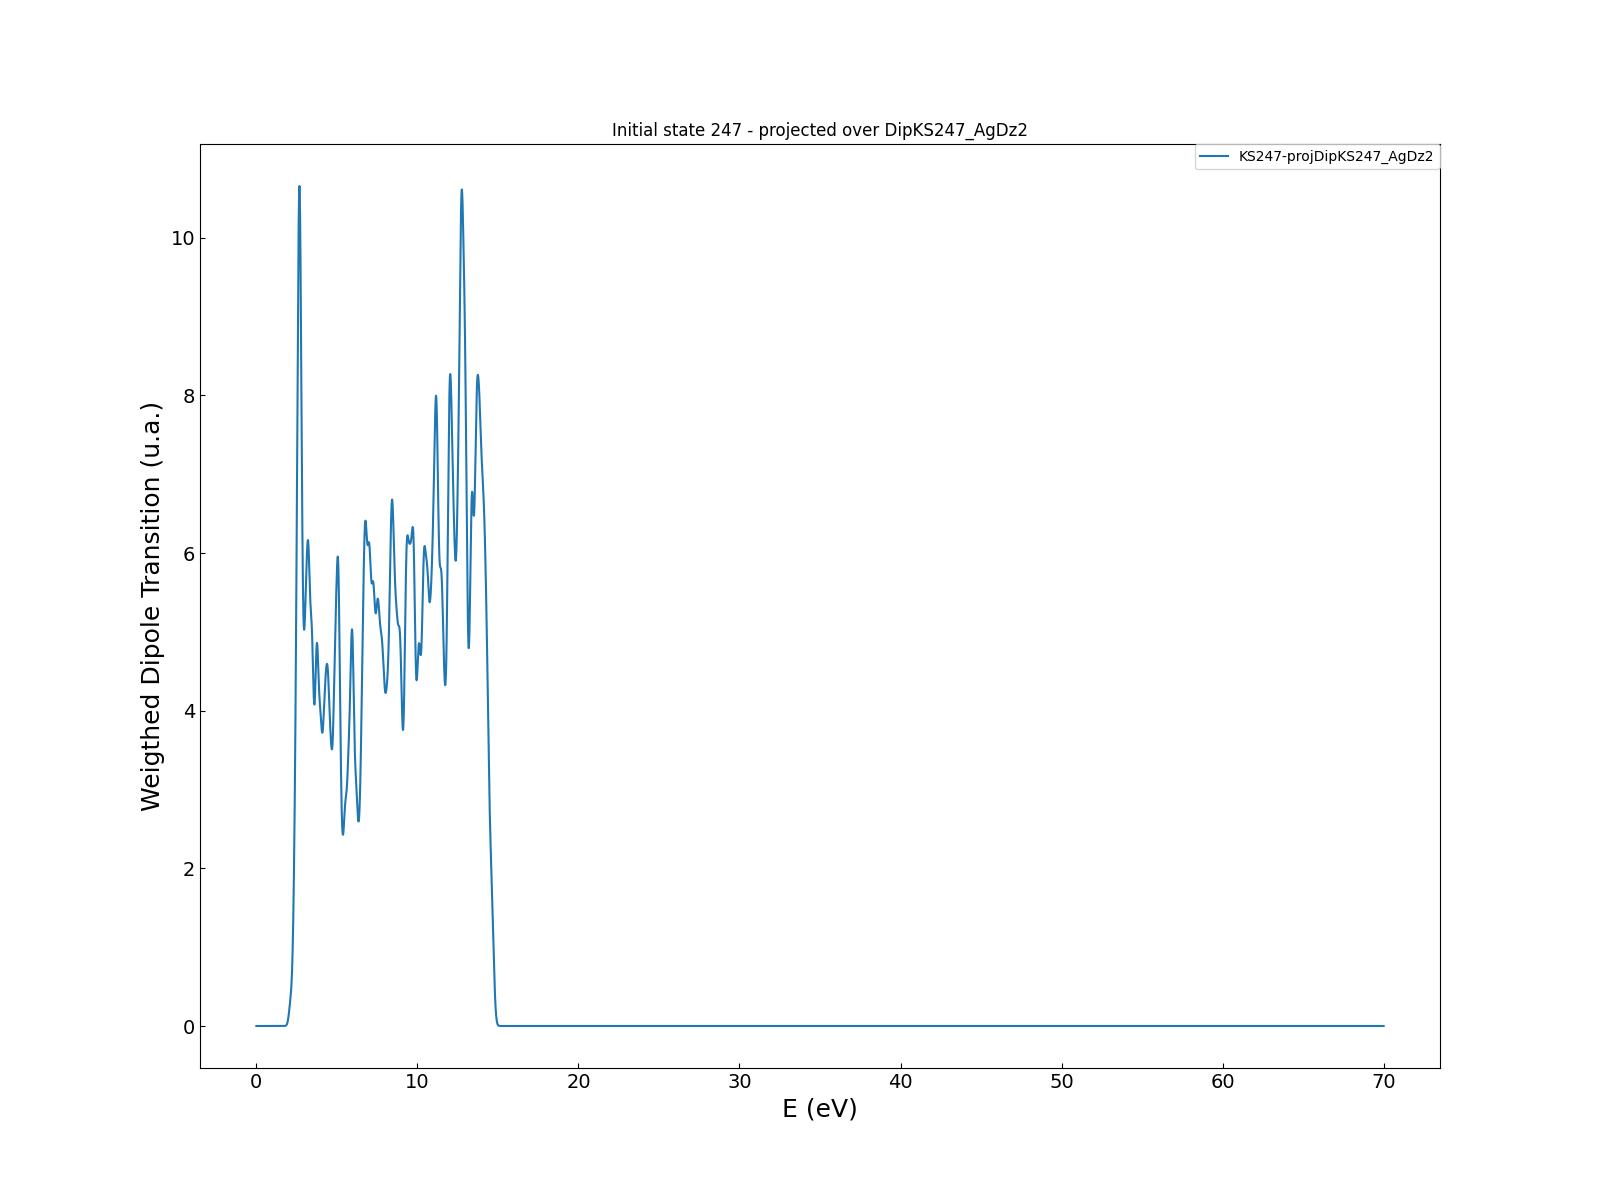 Initial state 247 - projected over DipKS247_AgDz2
KS247-projDipKS247_AgDz2
Weigthed Dipole Transition (u.a.)
10
8
6
4
2
0
0 10 20 30 40 50 60 70
E (eV)